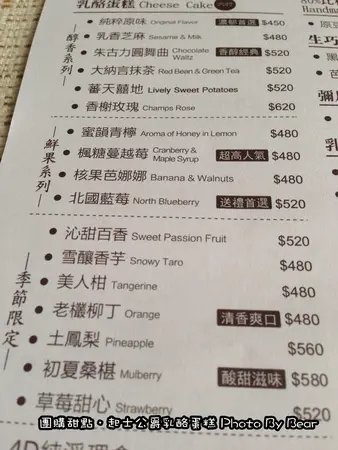 乳酪蛋糕 Cheese Cake
醇香系列
純粹原味 Original Flavor 濃郁首選 $450
乳香芝麻 Sesame & Milk $480
朱古力圓舞曲 Chocolate Waltz 香醇經典 $520
大納言抹茶 Red Bean & Green Tea $520
蕃天囍地 Lively Sweet Potatoes $520
香榭玫瑰 Champs Rose $620
鮮果系列
蜜韻青檸 Aroma of Honey in Lemon $480
楓糖蔓越莓 Cranberry & Maple Syrup 超高人氣 $480
核果芭娜娜 Banana & Walnuts $480
北國藍莓 North Blueberry 送禮首選 $520
季節限定
沁甜百香 Sweet Passion Fruit $520
雪釀香芋 Snowy Taro $480
美人柑 Tangerine $480
老欉柳丁 Orange 清香爽口 $480
土鳳梨 Pineapple $560
初夏桑椹 Mulberry 酸甜滋味 $580
草莓甜心 Strawberry $520
80%
Handma
生巧
乳
團購甜點。起士公爵乳酪蛋糕 Photo By Bear